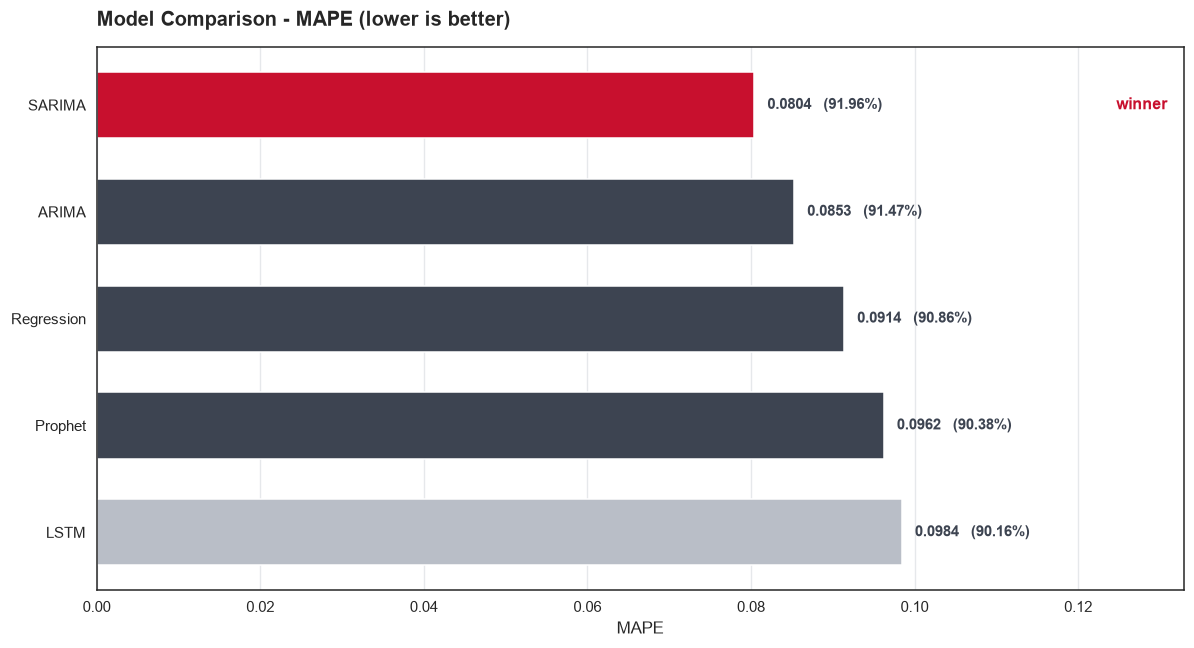 Model Comparison - MAPE (lower is better)
SARIMA 0.0804 (91.96%) winner
ARIMA 0.0853 (91.47%)
Regression 0.0914 (90.86%)
Prophet 0.0962 (90.38%)
LSTM 0.0984 (90.16%)
0.00 0.02 0.04 0.06 0.08 0.10 0.12
MAPE